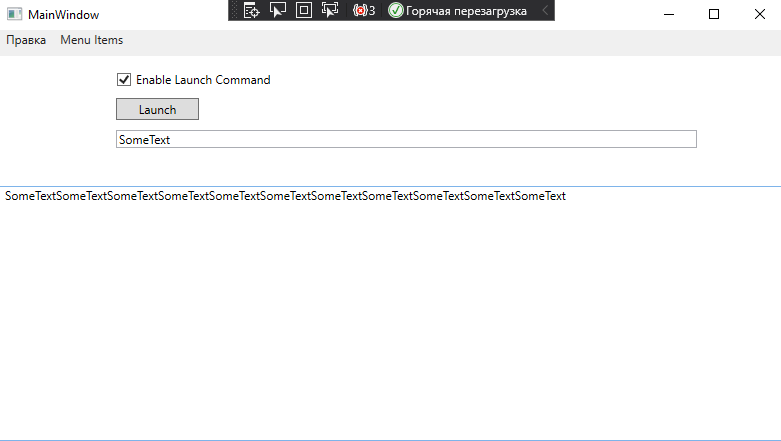 MainWindow
3
Горячая перезагрузка
Правка Menu Items
Enable Launch Command
Launch
SomeText
SomeTextSomeTextSomeTextSomeTextSomeTextSomeTextSomeTextSomeTextSomeTextSomeTextSomeText